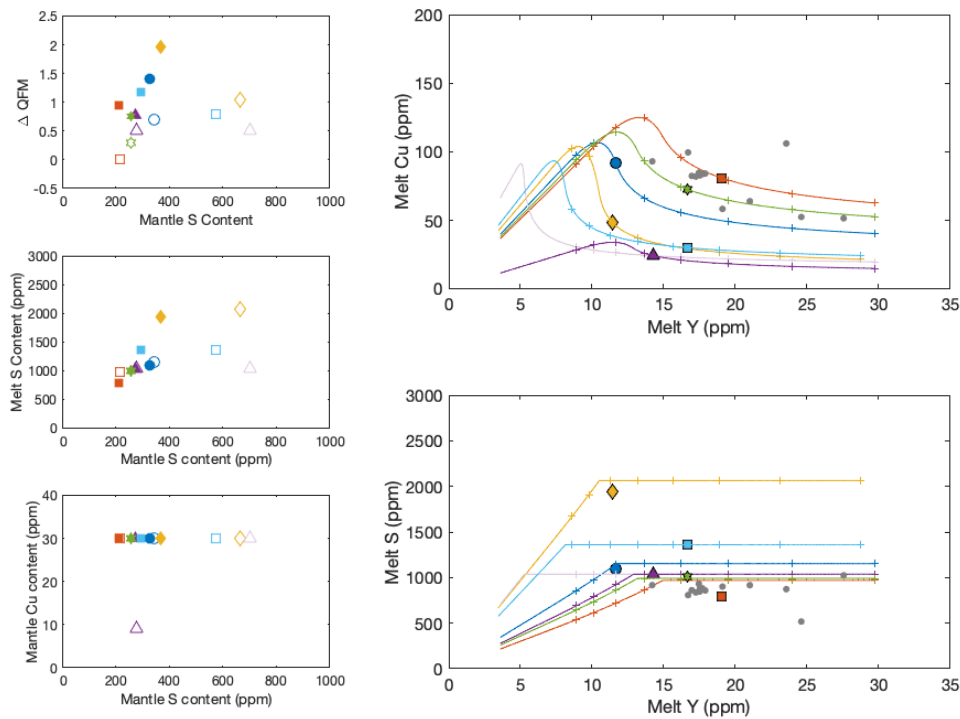 2.5
2
1.5
1
0.5
0
-0.5
0 200 400 600 800 1000
△ QFM
Mantle S Content
3000
2500
2000
1500
1000
500
0
0 200 400 600 800 1000
Melt S Content (ppm)
Mantle S content (ppm)
40
30
20
10
0
0 200 400 600 800 1000
Mantle Cu content (ppm)
Mantle S content (ppm)
200
150
100
50
0
0 5 10 15 20 25 30 35
Melt Cu (ppm)
Melt Y (ppm)
3000
2500
2000
1500
1000
500
0
0 5 10 15 20 25 30 35
Melt S (ppm)
Melt Y (ppm)